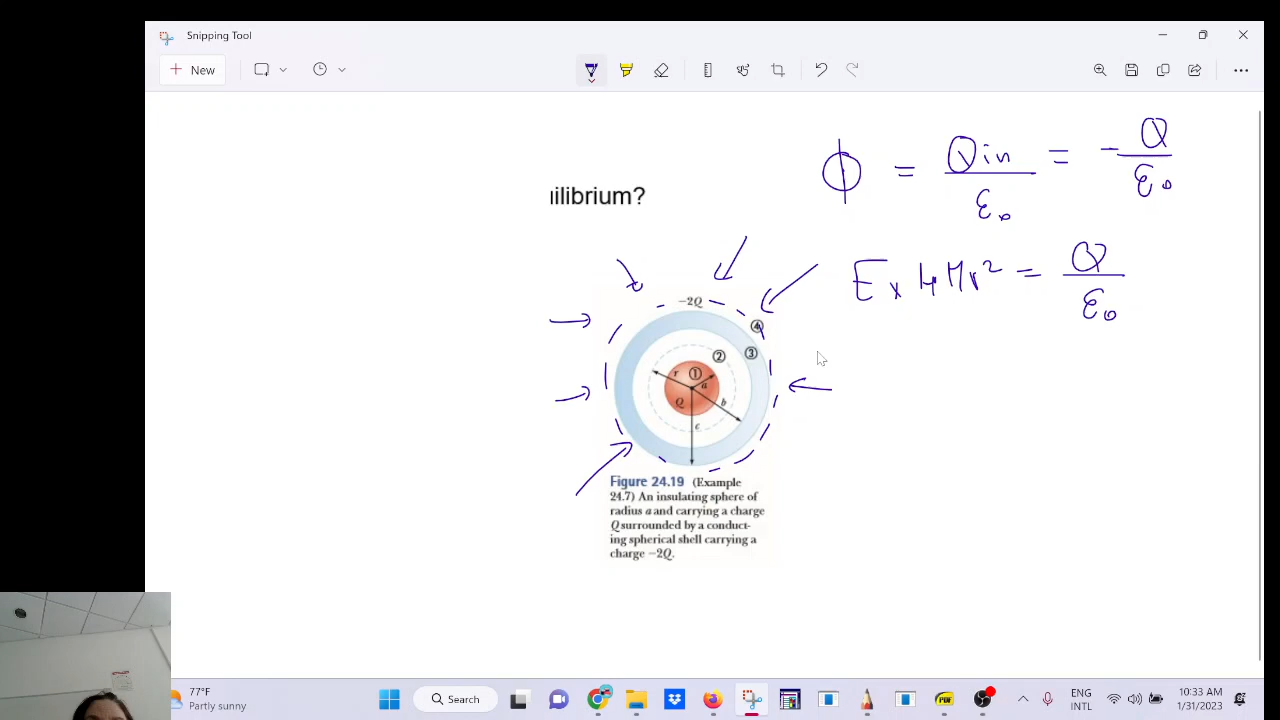 Snipping Tool
New
Φ = Qin/ε₀ = -Q/ε₀
uilibrium?
E x 4πr² = Q/ε₀
-2Q
④
② ③
①
r a
Q b
c
Figure 24.19 (Example
24.7) An insulating sphere of
radius a and carrying a charge
Q surrounded by a conduct-
ing spherical shell carrying a
charge −2Q.
77°F
Partly sunny
Search
ENG
INTL
10:33 AM
1/31/2023